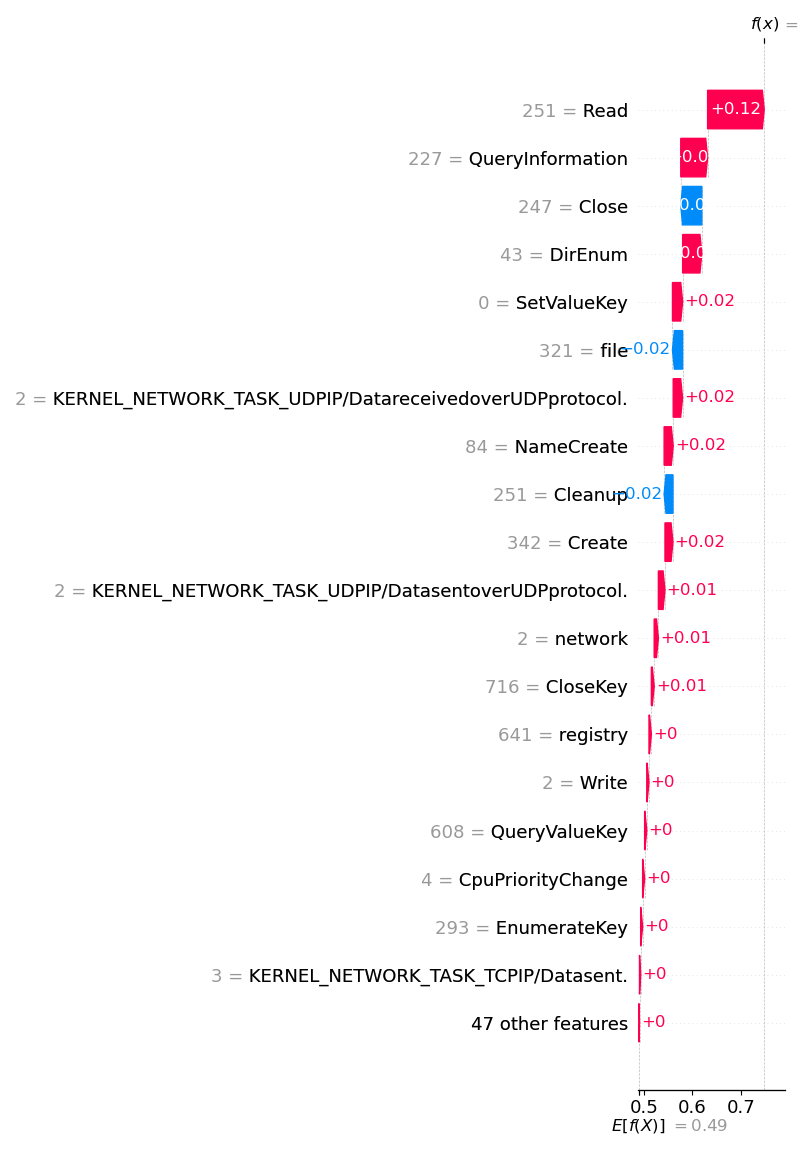 f(x) =
251 = Read +0.12
227 = QueryInformation +0.0
247 = Close 0.0
43 = DirEnum 0.0
0 = SetValueKey +0.02
321 = file −0.02
2 = KERNEL_NETWORK_TASK_UDPIP/DatareceivedoverUDPprotocol. +0.02
84 = NameCreate +0.02
251 = Cleanup −0.02
342 = Create +0.02
2 = KERNEL_NETWORK_TASK_UDPIP/DatasentoverUDPprotocol. +0.01
2 = network +0.01
716 = CloseKey +0.01
641 = registry +0
2 = Write +0
608 = QueryValueKey +0
4 = CpuPriorityChange +0
293 = EnumerateKey +0
3 = KERNEL_NETWORK_TASK_TCPIP/Datasent. +0
47 other features +0
0.5 0.6 0.7
E[f(X)] = 0.49